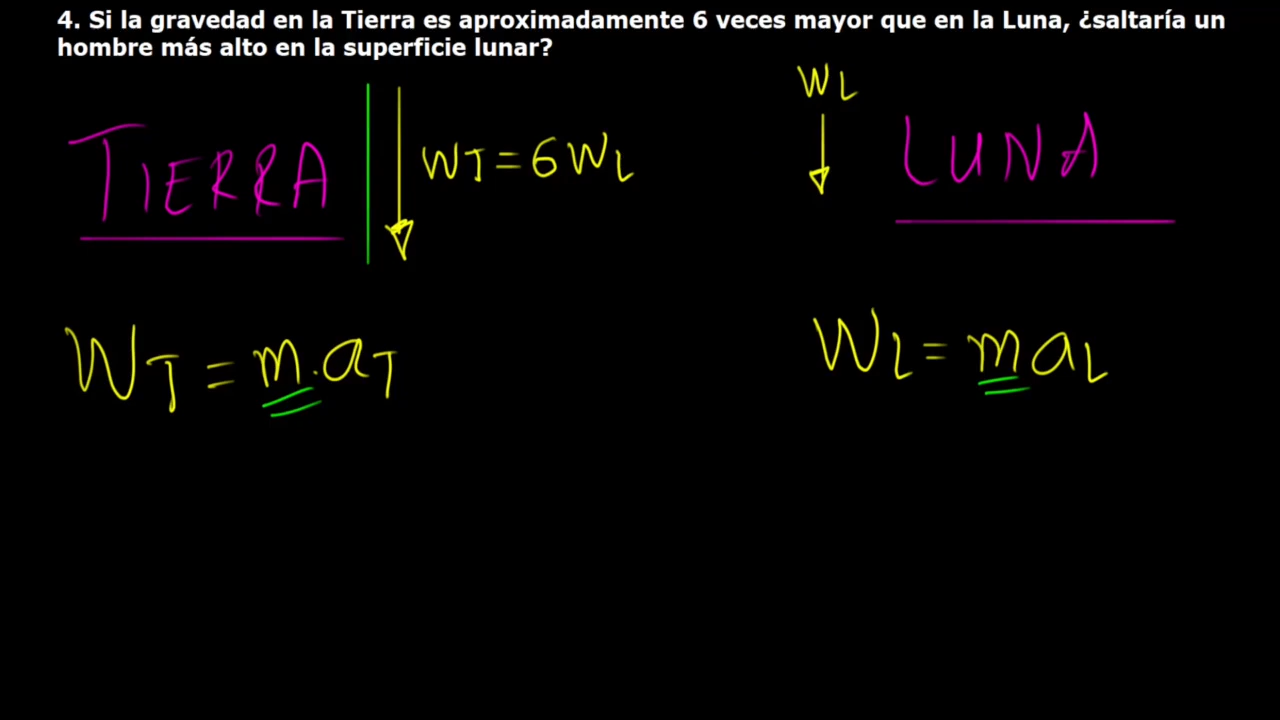 4. Si la gravedad en la Tierra es aproximadamente 6 veces mayor que en la Luna, ¿saltaría un
hombre más alto en la superficie lunar?
TIERRA
WT = 6WL
WL
LUNA
WT = m.aT
WL = maL